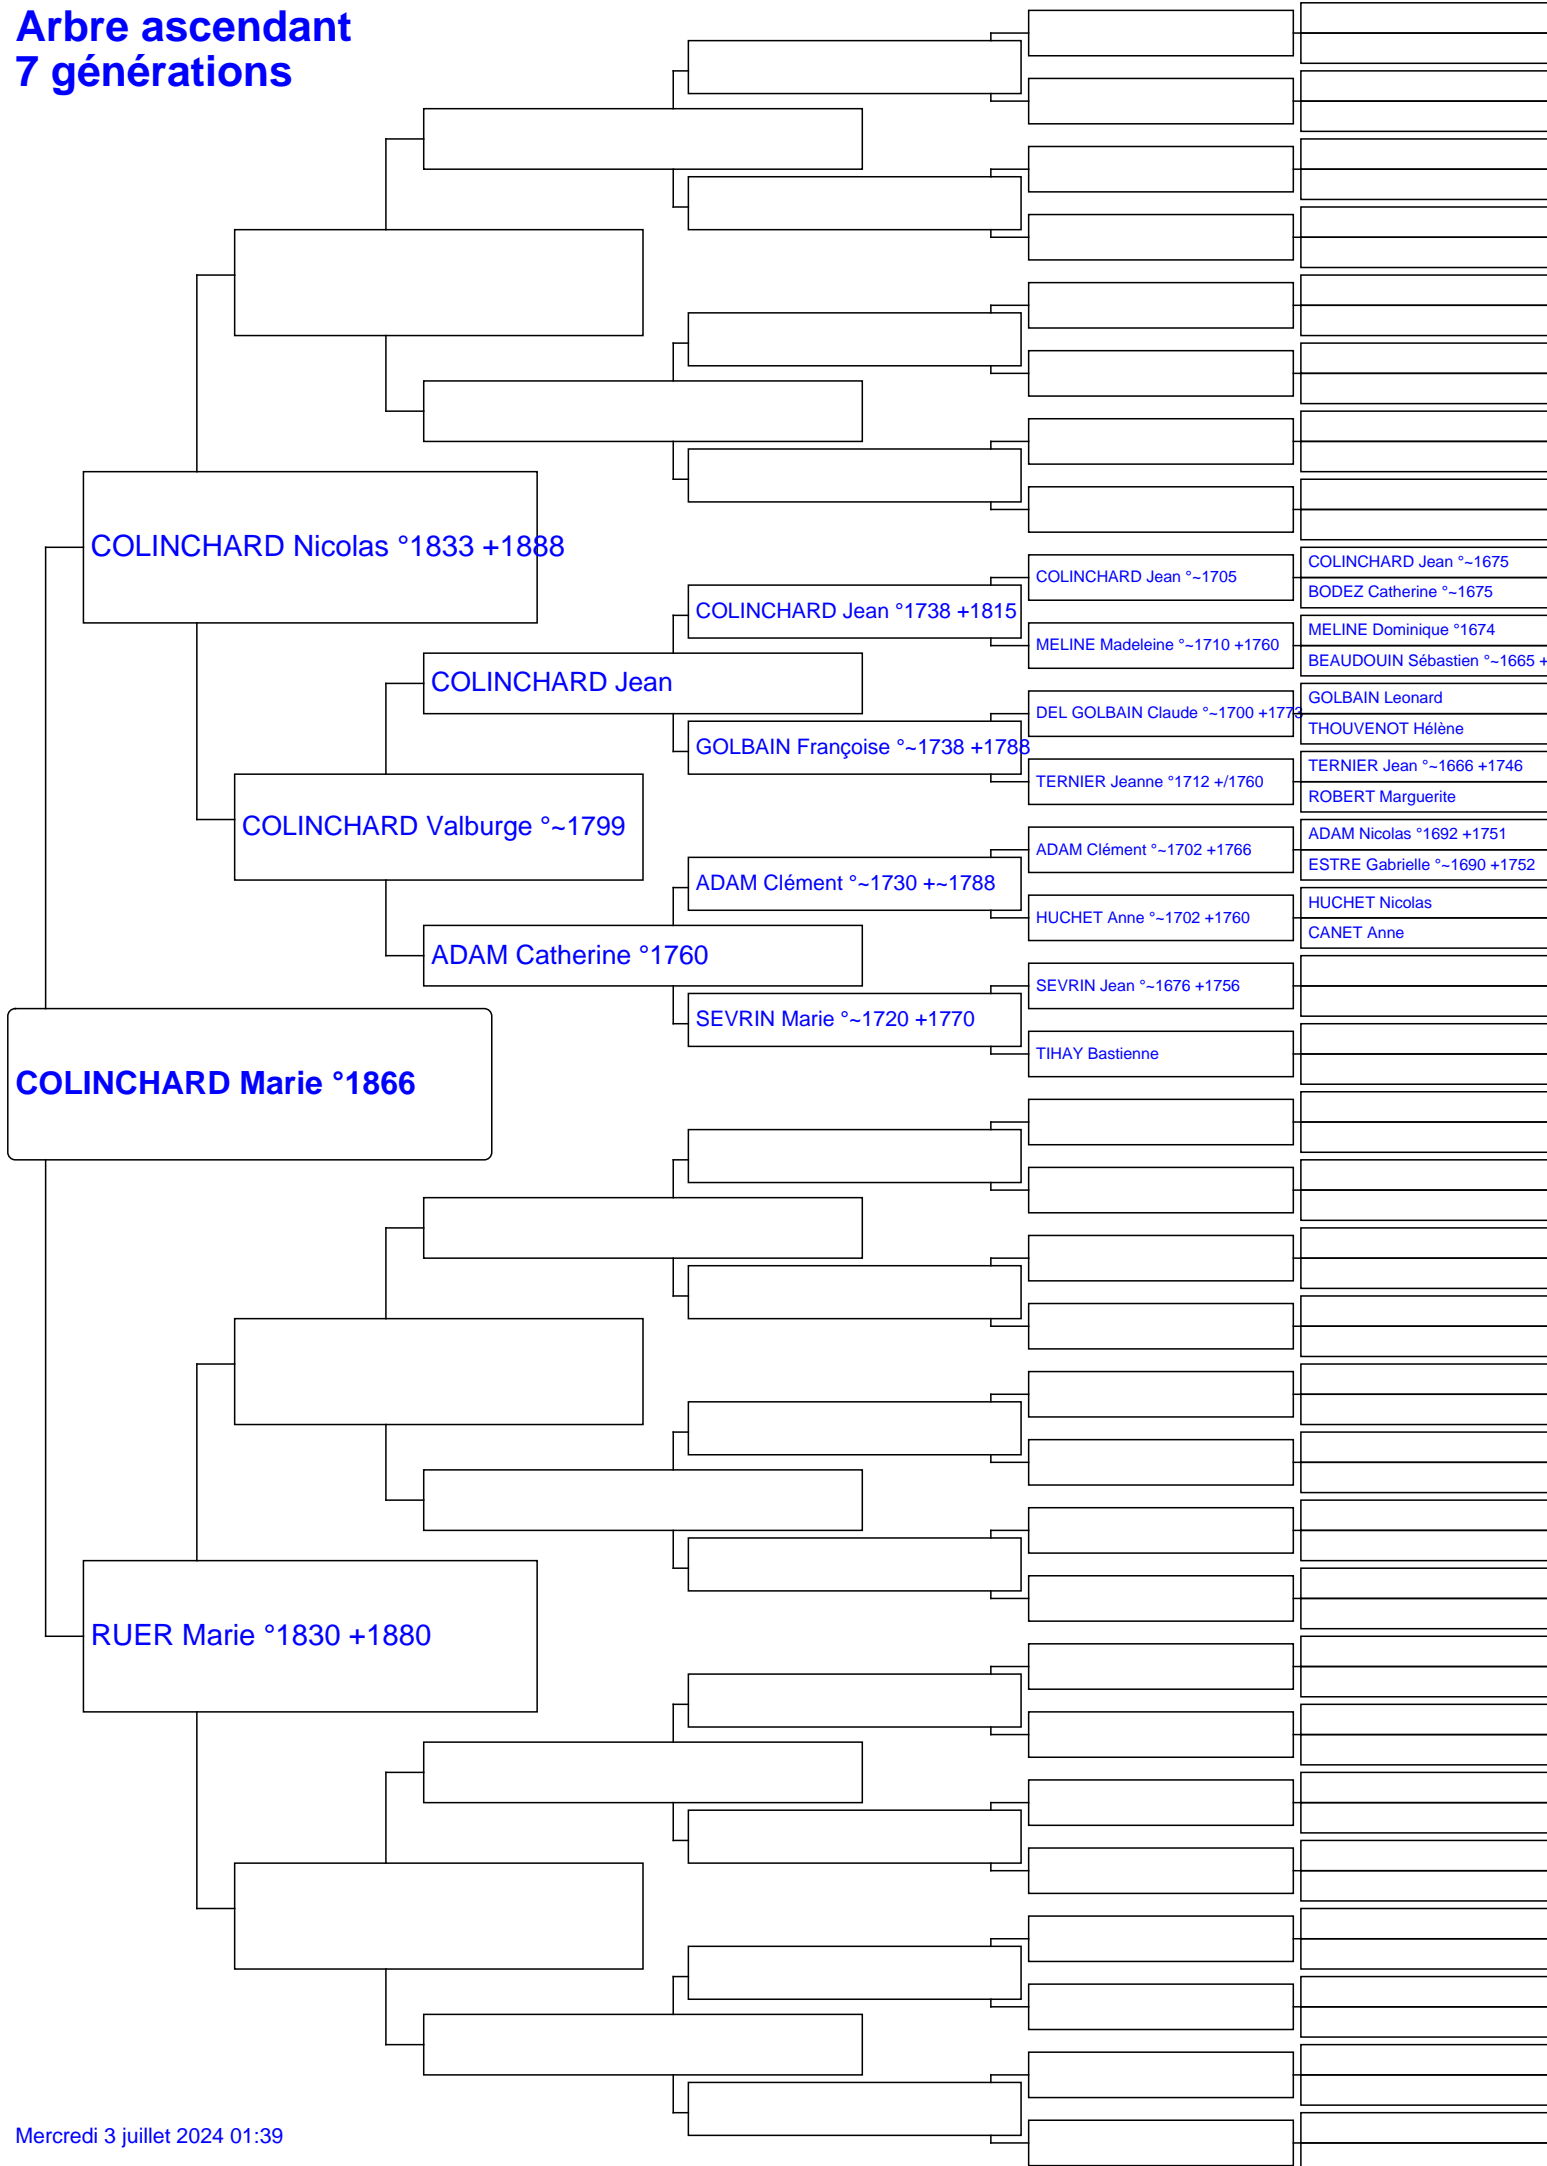 Arbre ascendant
7 générations
COLINCHARD Nicolas °1833 +1888
COLINCHARD Jean °~1705
COLINCHARD Jean °~1675
BODEZ Catherine °~1675
COLINCHARD Jean °1738 +1815
MELINE Madeleine °~1710 +1760
MELINE Dominique °1674
BEAUDOUIN Sébastien °~1665 +
COLINCHARD Jean
DEL GOLBAIN Claude °~1700 +1773
GOLBAIN Leonard
THOUVENOT Hélène
GOLBAIN Françoise °~1738 +1788
TERNIER Jeanne °1712 +/1760
TERNIER Jean °~1666 +1746
ROBERT Marguerite
COLINCHARD Valburge °~1799
ADAM Clément °~1702 +1766
ADAM Nicolas °1692 +1751
ESTRE Gabrielle °~1690 +1752
ADAM Clément °~1730 +~1788
HUCHET Anne °~1702 +1760
HUCHET Nicolas
CANET Anne
ADAM Catherine °1760
SEVRIN Jean °~1676 +1756
SEVRIN Marie °~1720 +1770
TIHAY Bastienne
COLINCHARD Marie °1866
RUER Marie °1830 +1880
Mercredi 3 juillet 2024 01:39